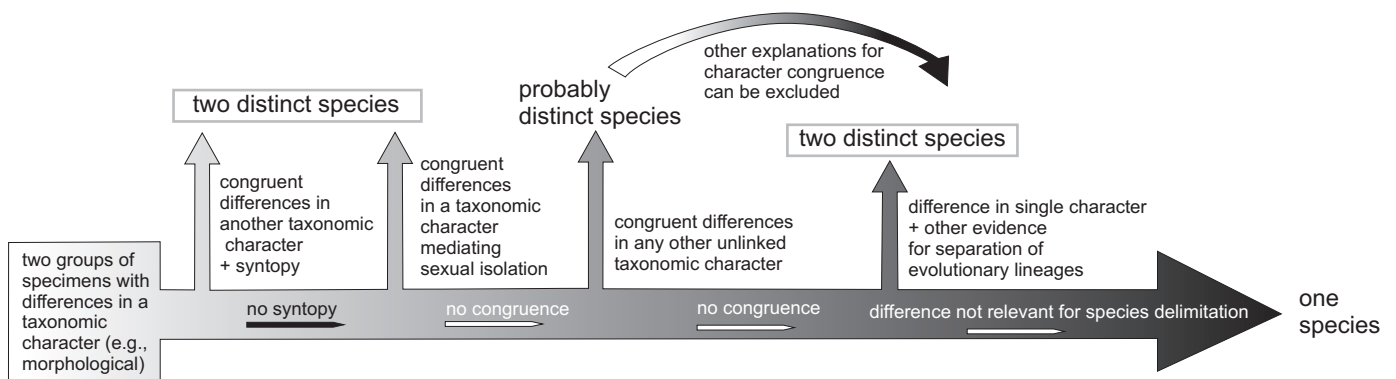 other explanations for
character congruence
can be excluded
two distinct species
probably
distinct species
two distinct species
congruent
differences in
another taxonomic
character
+ syntopy
congruent
differences
in a taxonomic
character
mediating
sexual isolation
congruent differences
in any other unlinked
taxonomic character
difference in single character
+ other evidence
for separation of
evolutionary lineages
two groups of
specimens with
differences in a
taxonomic
character (e.g.,
morphological)
no syntopy
no congruence
no congruence
difference not relevant for species delimitation
one
species